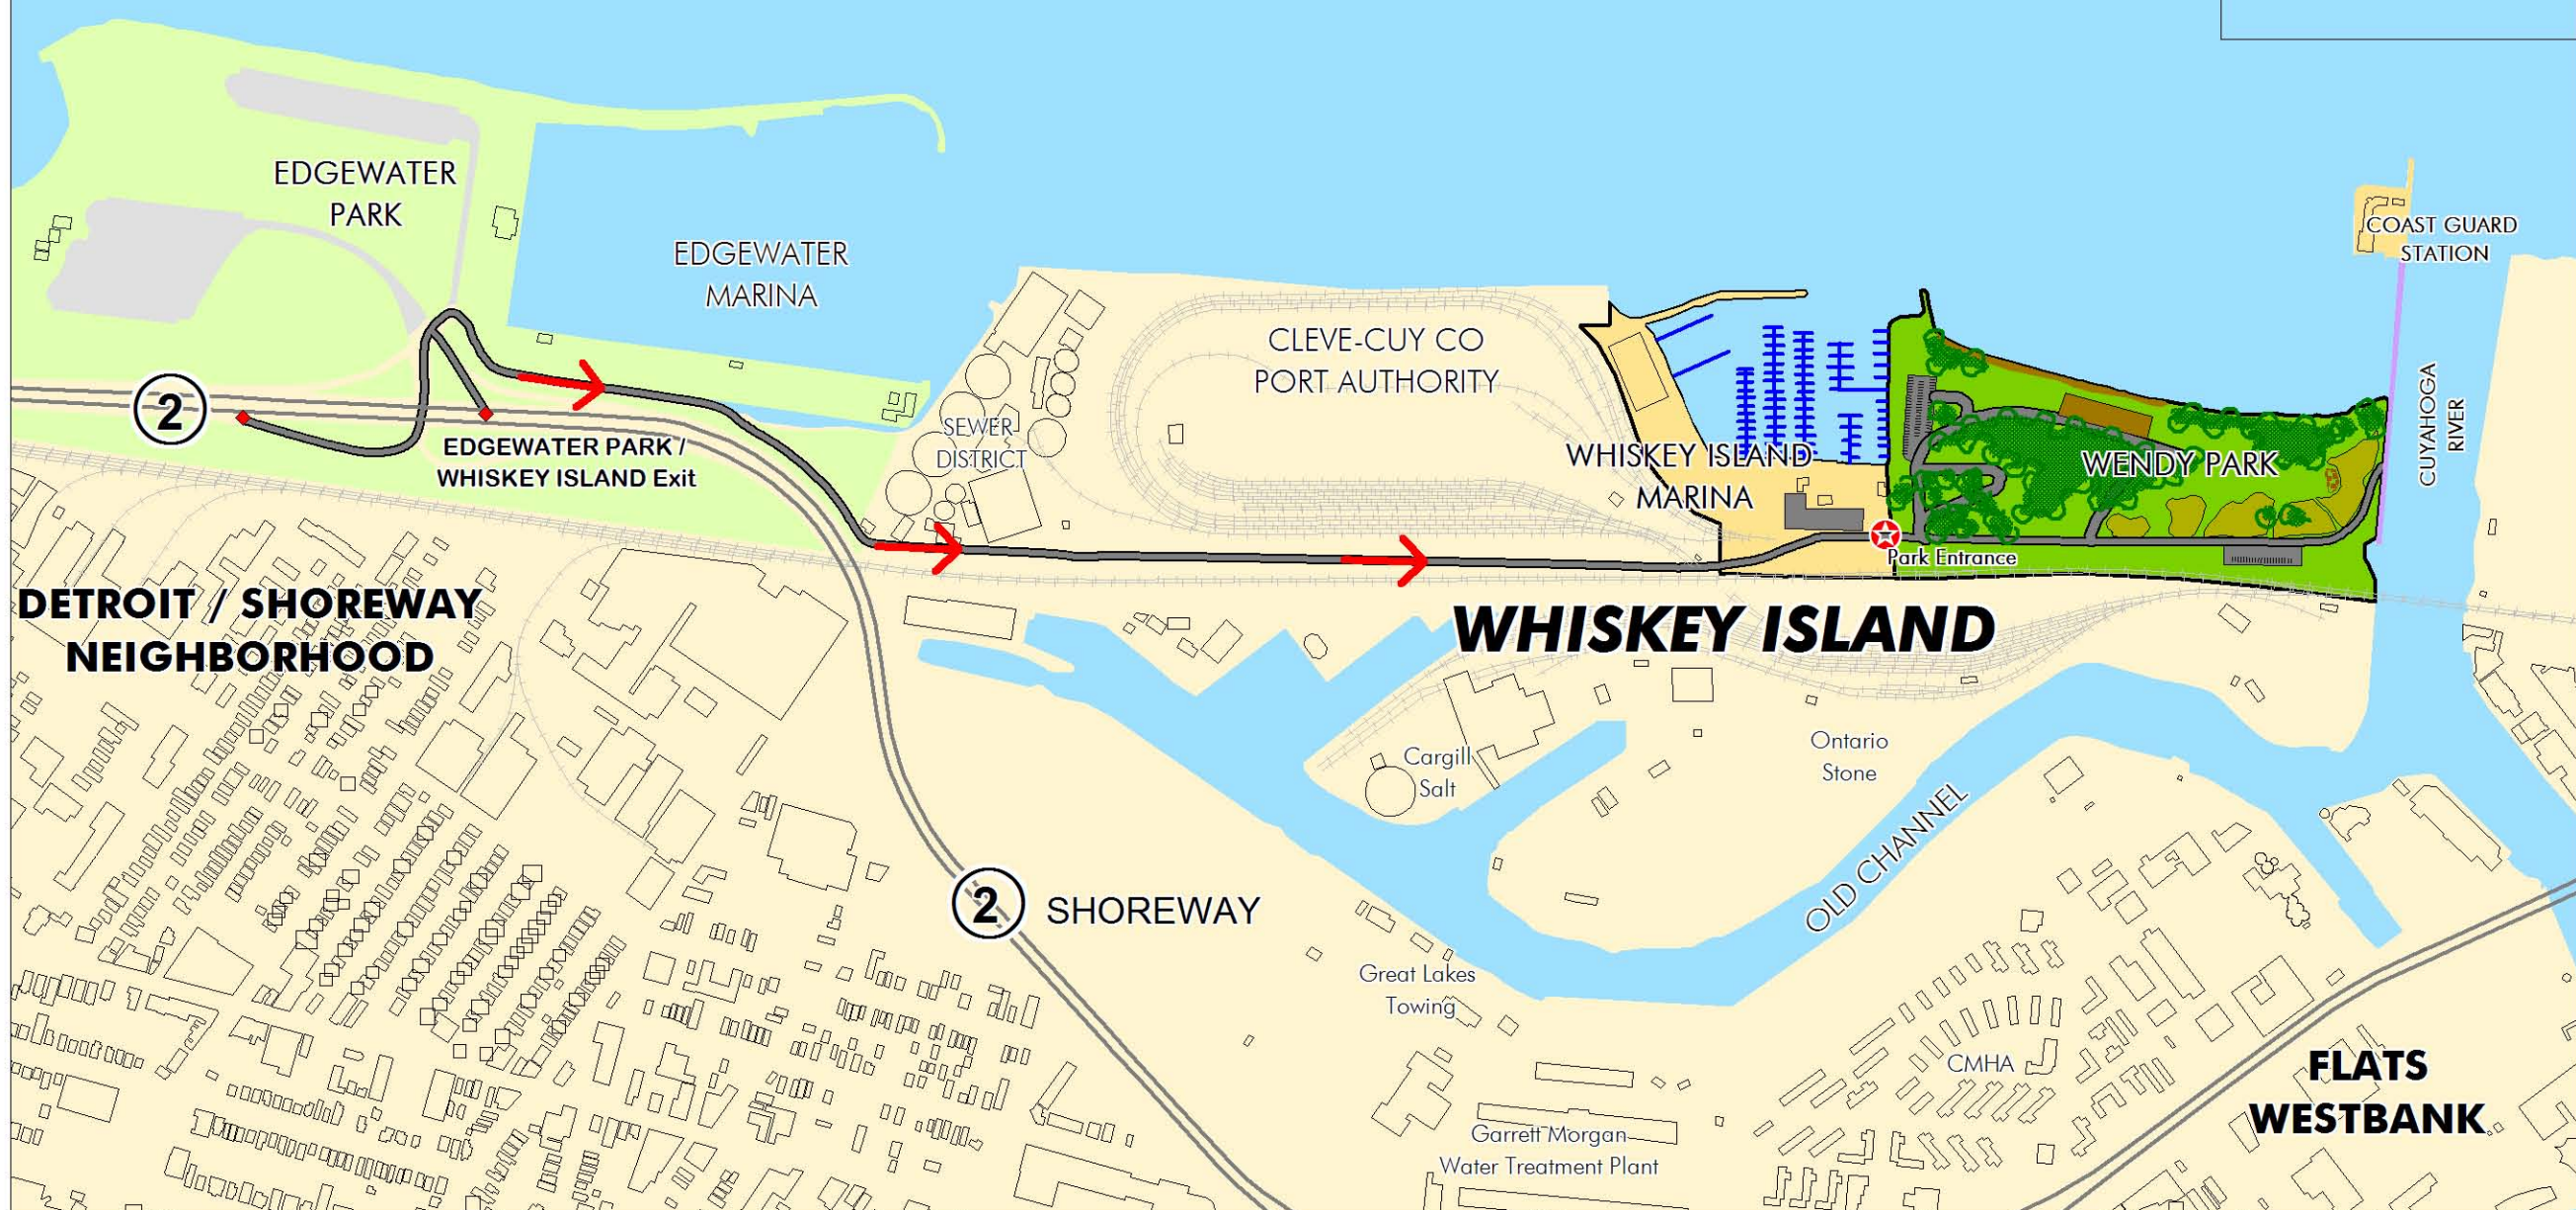 EDGEWATER
PARK
EDGEWATER
MARINA
COAST GUARD
STATION
CLEVE-CUY CO
PORT AUTHORITY
CUYAHOGA
RIVER
2
SEWER
DISTRICT
EDGEWATER PARK /
WHISKEY ISLAND Exit
WHISKEY ISLAND
MARINA
WENDY PARK
Park Entrance
DETROIT / SHOREWAY
NEIGHBORHOOD
WHISKEY ISLAND
Cargill
Salt
Ontario
Stone
OLD CHANNEL
2
SHOREWAY
Great Lakes
Towing
CMHA
FLATS
WESTBANK
Garrett Morgan
Water Treatment Plant